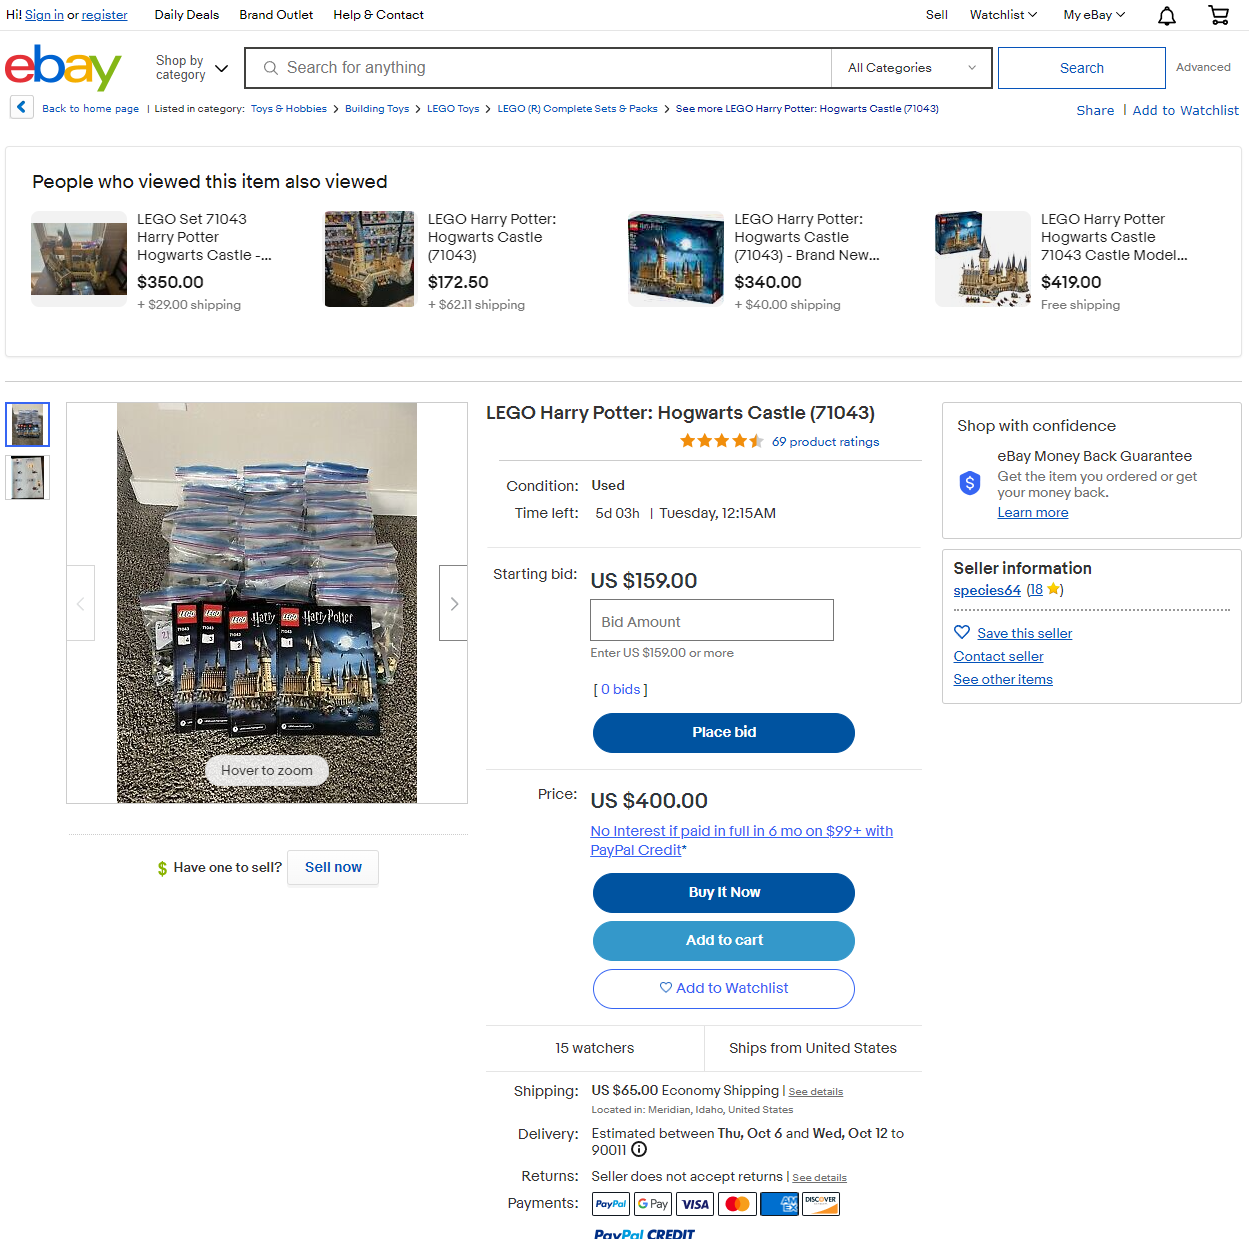 Hi! Sign in or register
Daily Deals
Brand Outlet
Help & Contact
Sell
Watchlist
My eBay
ebay
Shop by
category
Search for anything
All Categories
Search
Advanced
Back to home page | Listed in category: Toys & Hobbies > Building Toys > LEGO Toys > LEGO (R) Complete Sets & Packs > See more LEGO Harry Potter: Hogwarts Castle (71043)
Share | Add to Watchlist
People who viewed this item also viewed
LEGO Set 71043
Harry Potter
Hogwarts Castle -...
$350.00
+ $29.00 shipping
LEGO Harry Potter:
Hogwarts Castle
(71043)
$172.50
+ $62.11 shipping
LEGO Harry Potter:
Hogwarts Castle
(71043) - Brand New...
$340.00
+ $40.00 shipping
LEGO Harry Potter
Hogwarts Castle
71043 Castle Model...
$419.00
Free shipping
LEGO
71043
4
LEGO
71043
3
LEGO Harry
71043
2
LEGO Harry Potter
71043
1
21
Hover to zoom
$ Have one to sell? Sell now
LEGO Harry Potter: Hogwarts Castle (71043)
69 product ratings
Condition: Used
Time left: 5d 03h | Tuesday, 12:15AM
Starting bid: US $159.00
Bid Amount
Enter US $159.00 or more
[ 0 bids ]
Place bid
Price: US $400.00
No Interest if paid in full in 6 mo on $99+ with
PayPal Credit*
Buy It Now
Add to cart
Add to Watchlist
15 watchers
Ships from United States
Shipping: US $65.00 Economy Shipping | See details
Located in: Meridian, Idaho, United States
Delivery: Estimated between Thu, Oct 6 and Wed, Oct 12 to
90011
Returns: Seller does not accept returns | See details
Payments: PayPal G Pay VISA AMEX DISCOVER
PayPal CREDIT
Shop with confidence
eBay Money Back Guarantee
Get the item you ordered or get
your money back.
Learn more
Seller information
species64 (18)
Save this seller
Contact seller
See other items